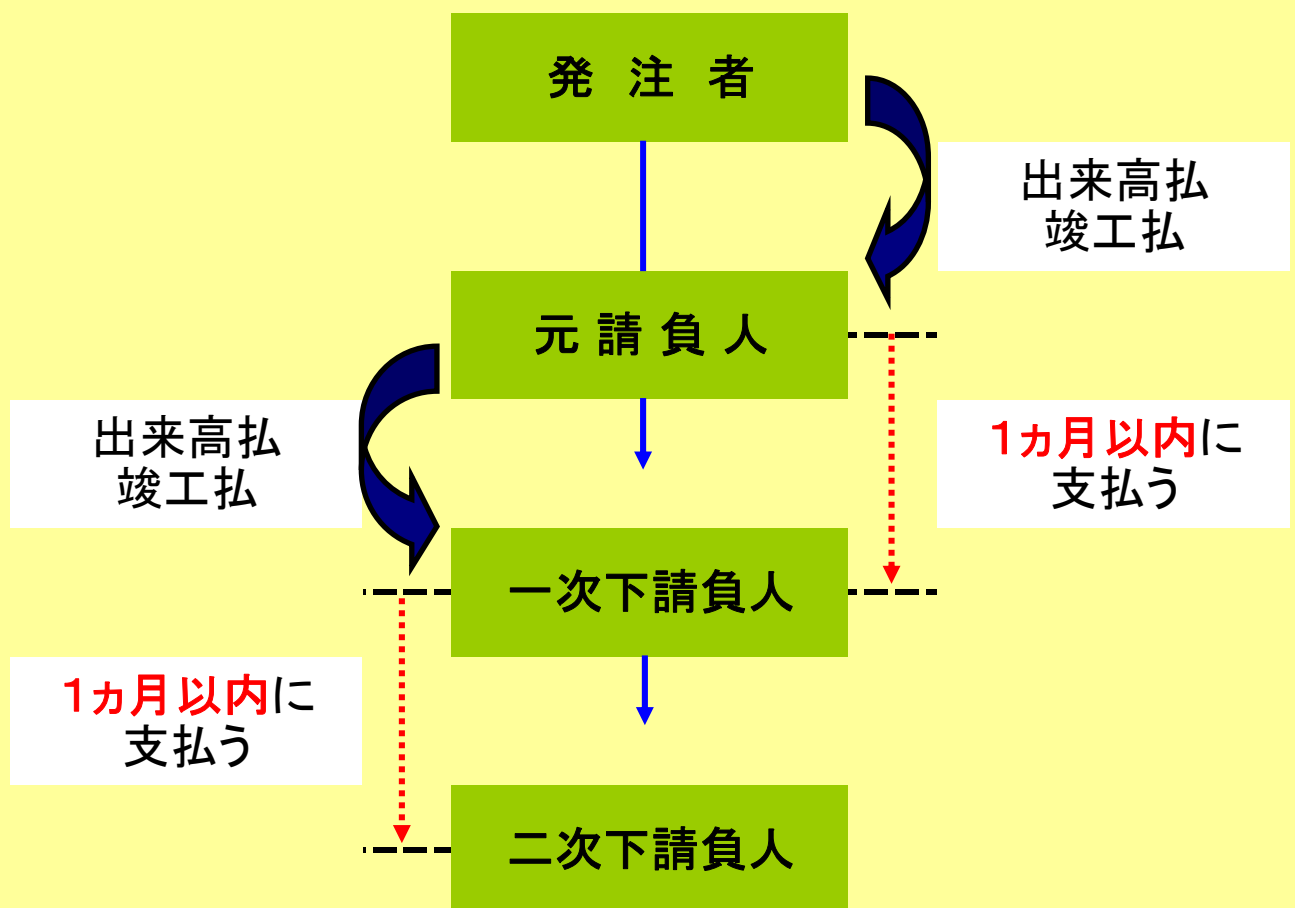 発 注 者
出来高払
竣工払
元 請 負 人
出来高払
竣工払
1ヵ月以内に
支払う
一次下請負人
1ヵ月以内に
支払う
二次下請負人